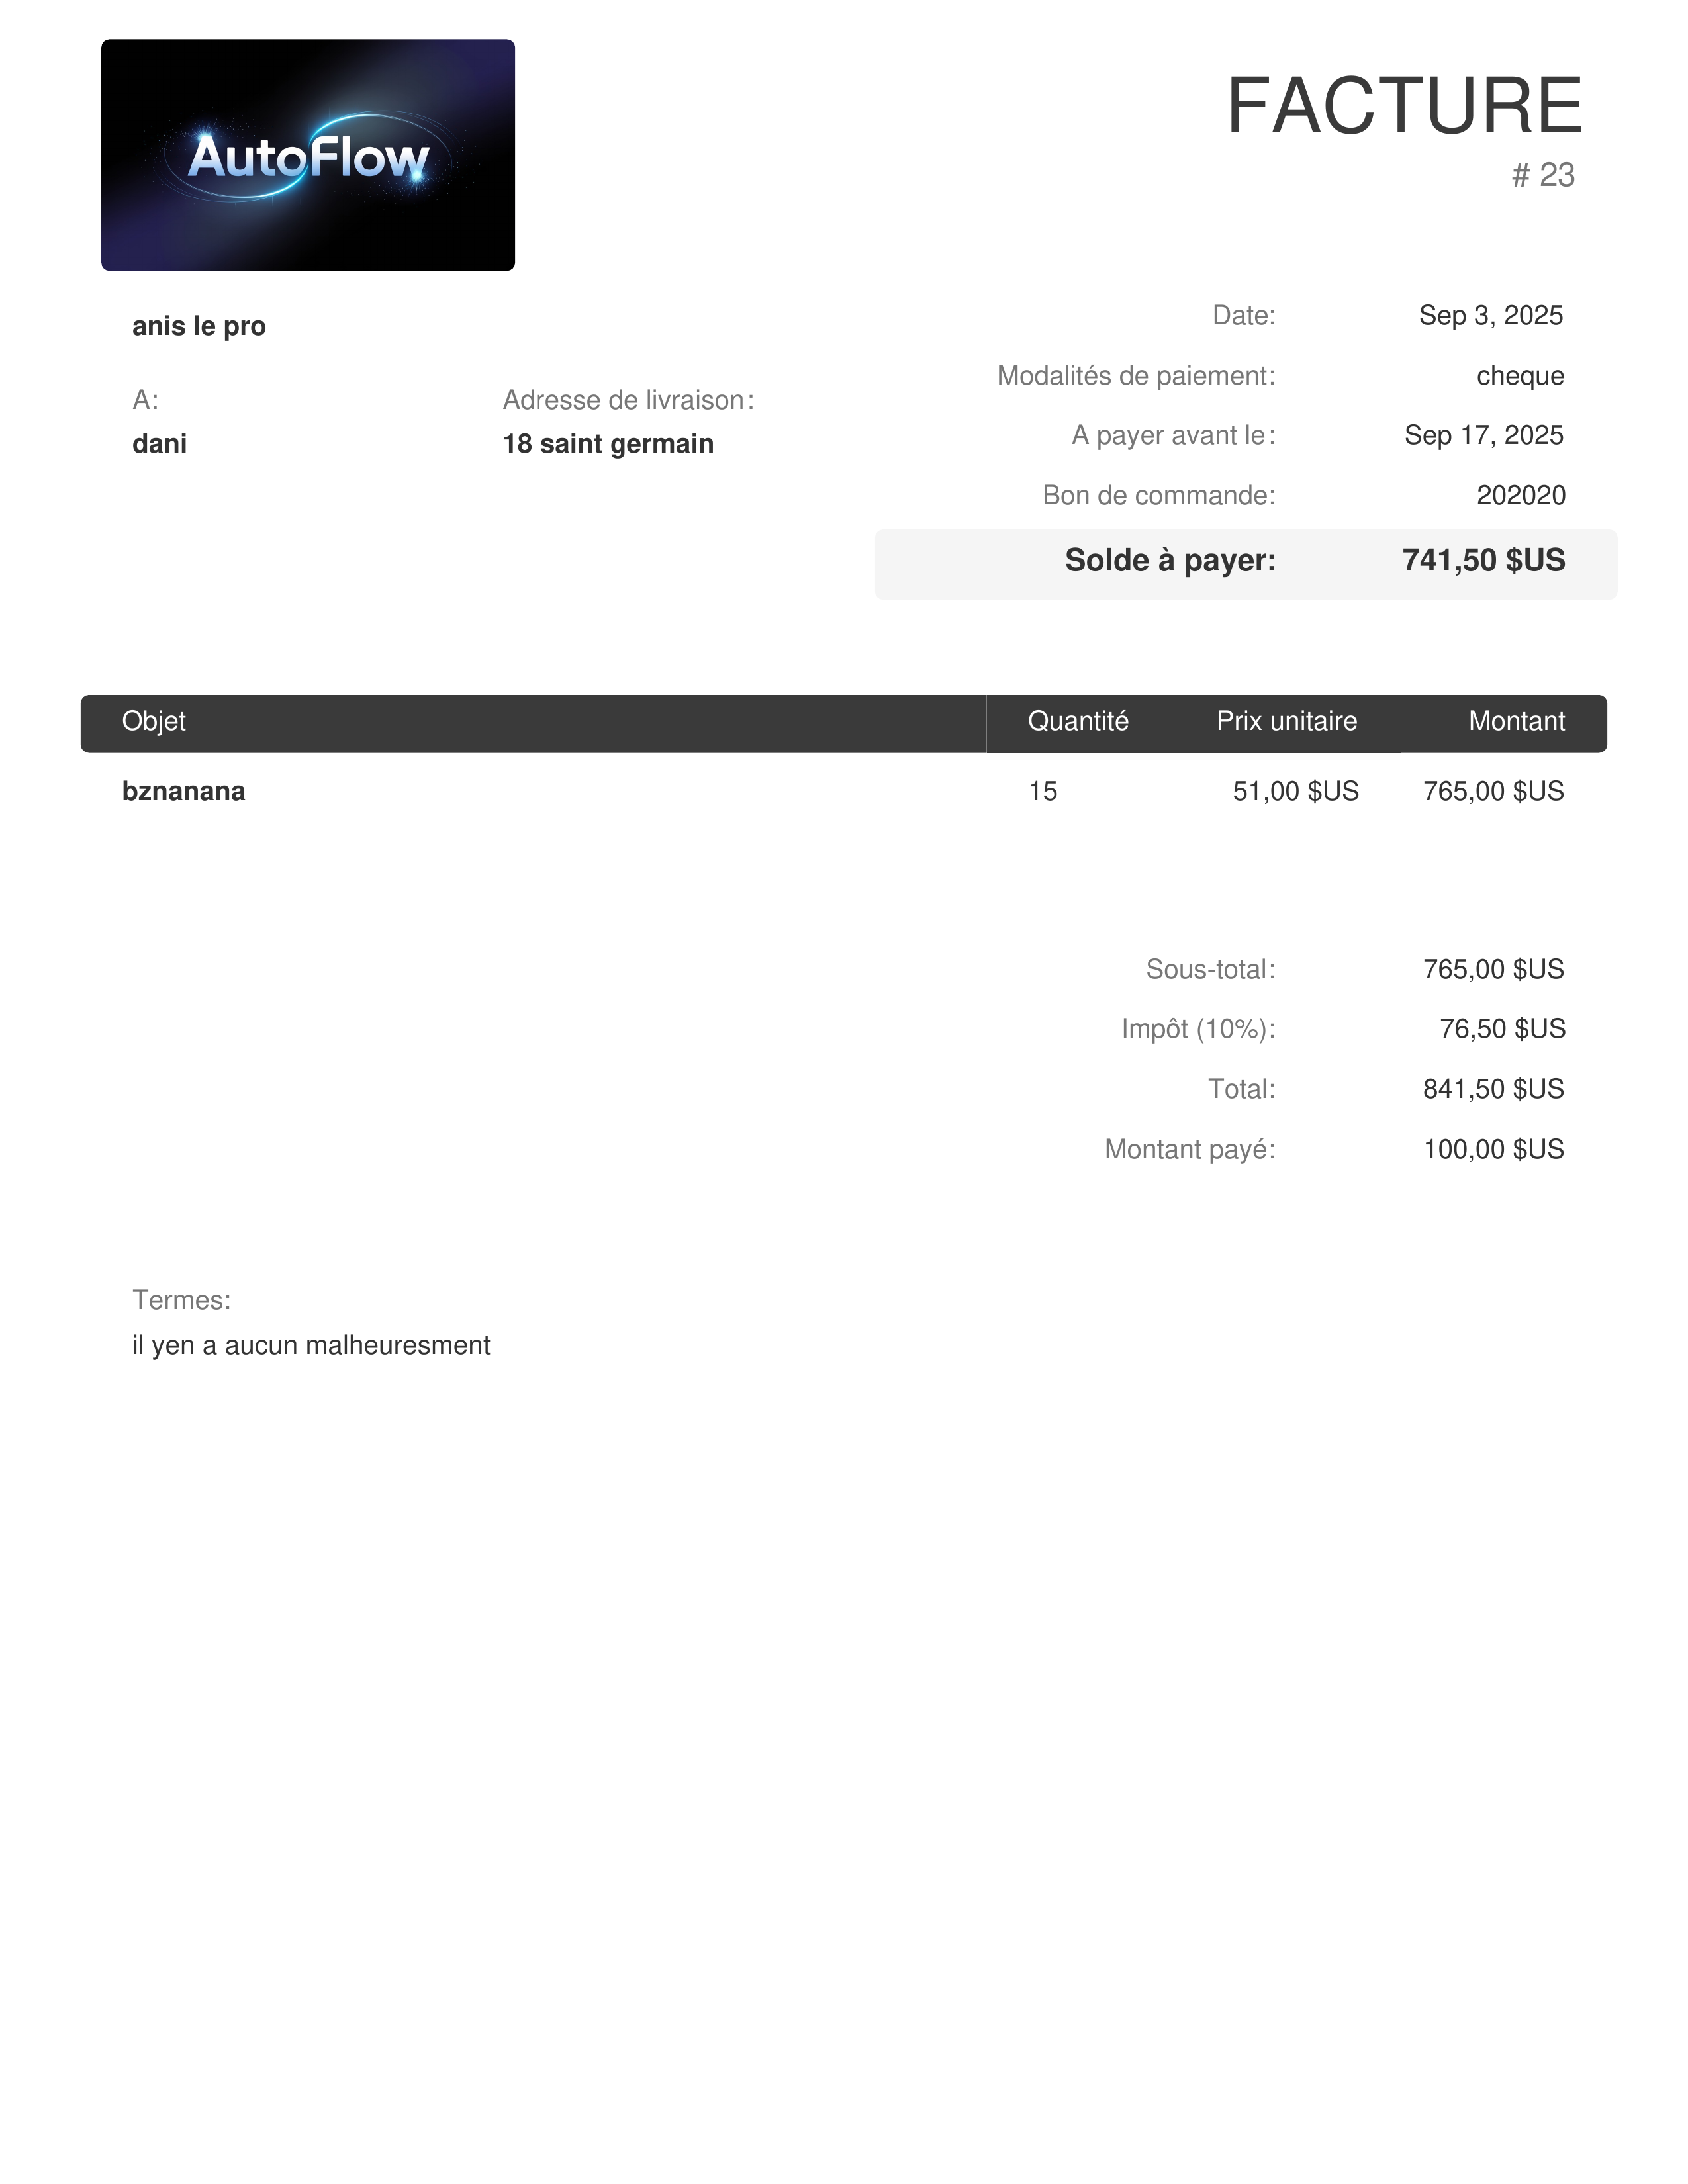 AutoFlow
FACTURE
# 23
anis le pro
A:
dani
Adresse de livraison:
18 saint germain
Date: Sep 3, 2025
Modalités de paiement: cheque
A payer avant le: Sep 17, 2025
Bon de commande: 202020
Solde à payer: 741,50 $US
Objet Quantité Prix unitaire Montant
bznanana 15 51,00 $US 765,00 $US
Sous-total: 765,00 $US
Impôt (10%): 76,50 $US
Total: 841,50 $US
Montant payé: 100,00 $US
Termes:
il yen a aucun malheuresment